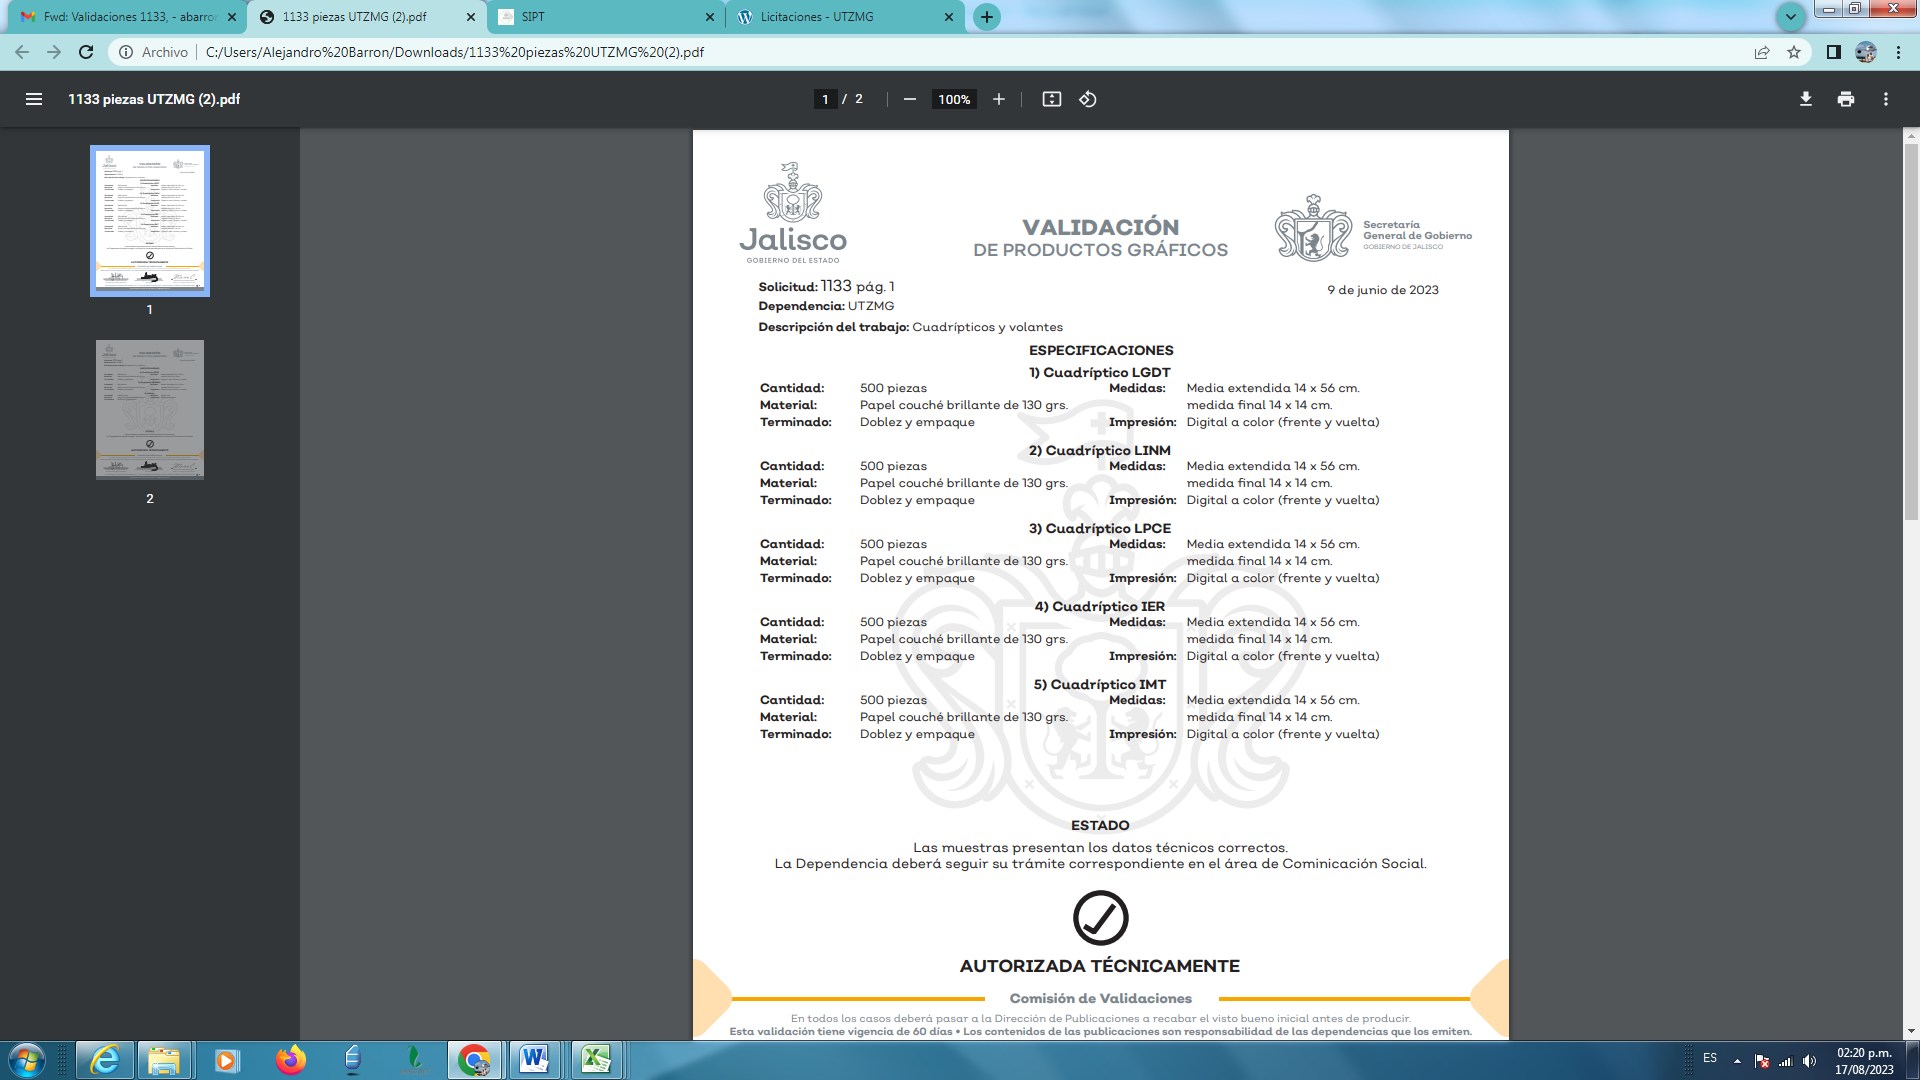 Fwd: Validaciones 1133, - abarron
1133 piezas UTZMG (2).pdf
SIPT
Licitaciones - UTZMG
Archivo
C:/Users/Alejandro%20Barron/Downloads/1133%20piezas%20UTZMG%20(2).pdf
1133 piezas UTZMG (2).pdf
1 / 2
100%
1
2
Jalisco
GOBIERNO DEL ESTADO
VALIDACIÓN
DE PRODUCTOS GRÁFICOS
Secretaría
General de Gobierno
GOBIERNO DE JALISCO
Solicitud: 1133 pág. 1
9 de junio de 2023
Dependencia: UTZMG
Descripción del trabajo: Cuadrípticos y volantes
ESPECIFICACIONES
1) Cuadríptico LGDT
Cantidad: 500 piezas Medidas: Media extendida 14 x 56 cm.
Material: Papel couché brillante de 130 grs. medida final 14 x 14 cm.
Terminado: Doblez y empaque Impresión: Digital a color (frente y vuelta)
2) Cuadríptico LINM
Cantidad: 500 piezas Medidas: Media extendida 14 x 56 cm.
Material: Papel couché brillante de 130 grs. medida final 14 x 14 cm.
Terminado: Doblez y empaque Impresión: Digital a color (frente y vuelta)
3) Cuadríptico LPCE
Cantidad: 500 piezas Medidas: Media extendida 14 x 56 cm.
Material: Papel couché brillante de 130 grs. medida final 14 x 14 cm.
Terminado: Doblez y empaque Impresión: Digital a color (frente y vuelta)
4) Cuadríptico IER
Cantidad: 500 piezas Medidas: Media extendida 14 x 56 cm.
Material: Papel couché brillante de 130 grs. medida final 14 x 14 cm.
Terminado: Doblez y empaque Impresión: Digital a color (frente y vuelta)
5) Cuadríptico IMT
Cantidad: 500 piezas Medidas: Media extendida 14 x 56 cm.
Material: Papel couché brillante de 130 grs. medida final 14 x 14 cm.
Terminado: Doblez y empaque Impresión: Digital a color (frente y vuelta)
ESTADO
Las muestras presentan los datos técnicos correctos.
La Dependencia deberá seguir su trámite correspondiente en el área de Cominicación Social.
AUTORIZADA TÉCNICAMENTE
Comisión de Validaciones
En todos los casos deberá pasar a la Dirección de Publicaciones a recabar el visto bueno inicial antes de producir.
Esta validación tiene vigencia de 60 días • Los contenidos de las publicaciones son responsabilidad de las dependencias que los emiten.
ES
02:20 p.m.
17/08/2023